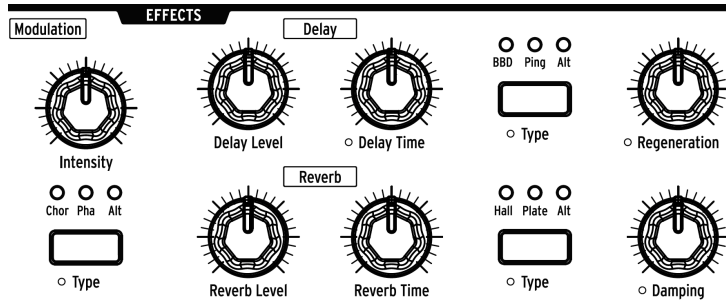 EFFECTS
Modulation
Delay
BBD Ping Alt
Intensity
Delay Level
○ Delay Time
○ Type
○ Regeneration
Reverb
Chor Pha Alt
Hall Plate Alt
○ Type
Reverb Level
Reverb Time
○ Type
○ Damping